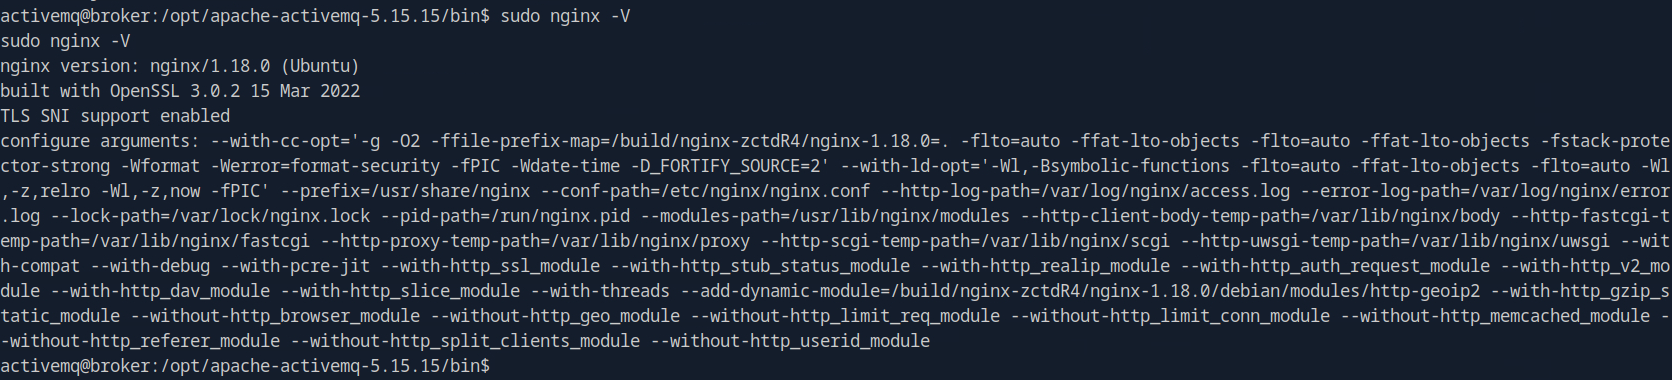 activemq@broker:/opt/apache-activemq-5.15.15/bin$ sudo nginx -V
sudo nginx -V
nginx version: nginx/1.18.0 (Ubuntu)
built with OpenSSL 3.0.2 15 Mar 2022
TLS SNI support enabled
configure arguments: --with-cc-opt='-g -O2 -ffile-prefix-map=/build/nginx-zctdR4/nginx-1.18.0=. -flto=auto -ffat-lto-objects -flto=auto -ffat-lto-objects -fstack-prote
ctor-strong -Wformat -Werror=format-security -fPIC -Wdate-time -D_FORTIFY_SOURCE=2' --with-ld-opt='-Wl,-Bsymbolic-functions -flto=auto -ffat-lto-objects -flto=auto -Wl
,-z,relro -Wl,-z,now -fPIC' --prefix=/usr/share/nginx --conf-path=/etc/nginx/nginx.conf --http-log-path=/var/log/nginx/access.log --error-log-path=/var/log/nginx/error
.log --lock-path=/var/lock/nginx.lock --pid-path=/run/nginx.pid --modules-path=/usr/lib/nginx/modules --http-client-body-temp-path=/var/lib/nginx/body --http-fastcgi-t
emp-path=/var/lib/nginx/fastcgi --http-proxy-temp-path=/var/lib/nginx/proxy --http-scgi-temp-path=/var/lib/nginx/scgi --http-uwsgi-temp-path=/var/lib/nginx/uwsgi --wit
h-compat --with-debug --with-pcre-jit --with-http_ssl_module --with-http_stub_status_module --with-http_realip_module --with-http_auth_request_module --with-http_v2_mo
dule --with-http_dav_module --with-http_slice_module --with-threads --add-dynamic-module=/build/nginx-zctdR4/nginx-1.18.0/debian/modules/http-geoip2 --with-http_gzip_s
tatic_module --without-http_browser_module --without-http_geo_module --without-http_limit_req_module --without-http_limit_conn_module --without-http_memcached_module -
-without-http_referer_module --without-http_split_clients_module --without-http_userid_module
activemq@broker:/opt/apache-activemq-5.15.15/bin$